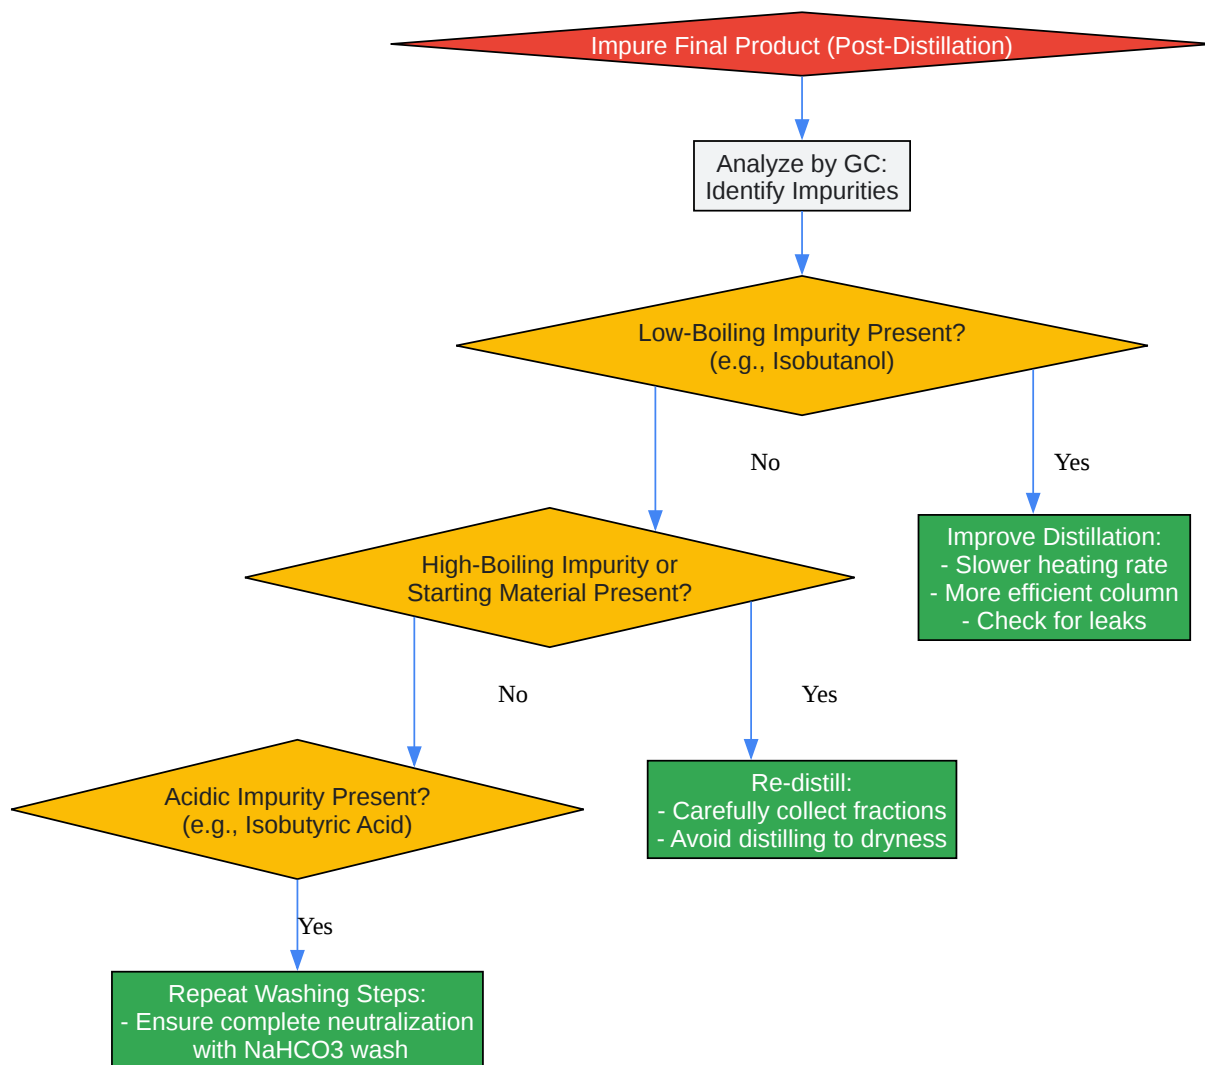 Impure Final Product (Post-Distillation)
Analyze by GC:
Identify Impurities
Low-Boiling Impurity Present?
(e.g., Isobutanol)
No
Yes
High-Boiling Impurity or
Starting Material Present?
Improve Distillation:
- Slower heating rate
- More efficient column
- Check for leaks
No
Yes
Acidic Impurity Present?
(e.g., Isobutyric Acid)
Re-distill:
- Carefully collect fractions
- Avoid distilling to dryness
Yes
Repeat Washing Steps:
- Ensure complete neutralization
with NaHCO3 wash